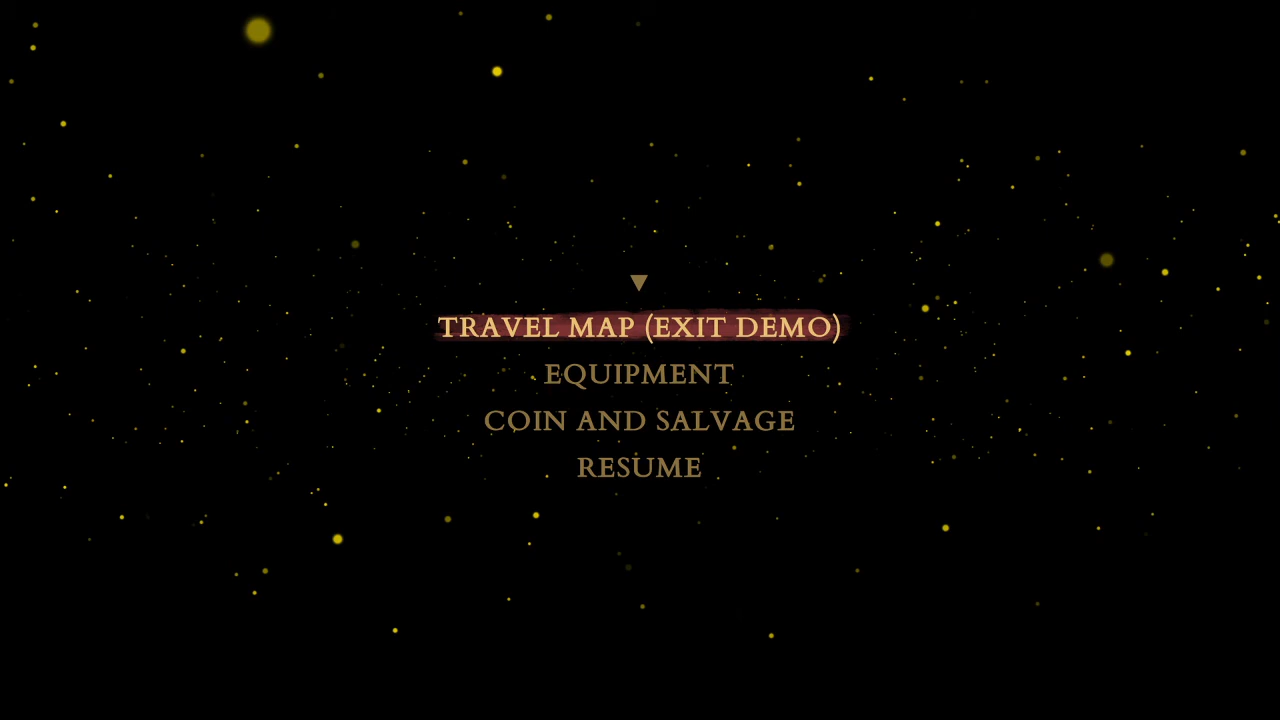 TRAVEL MAP (EXIT DEMO)
EQUIPMENT
COIN AND SALVAGE
RESUME